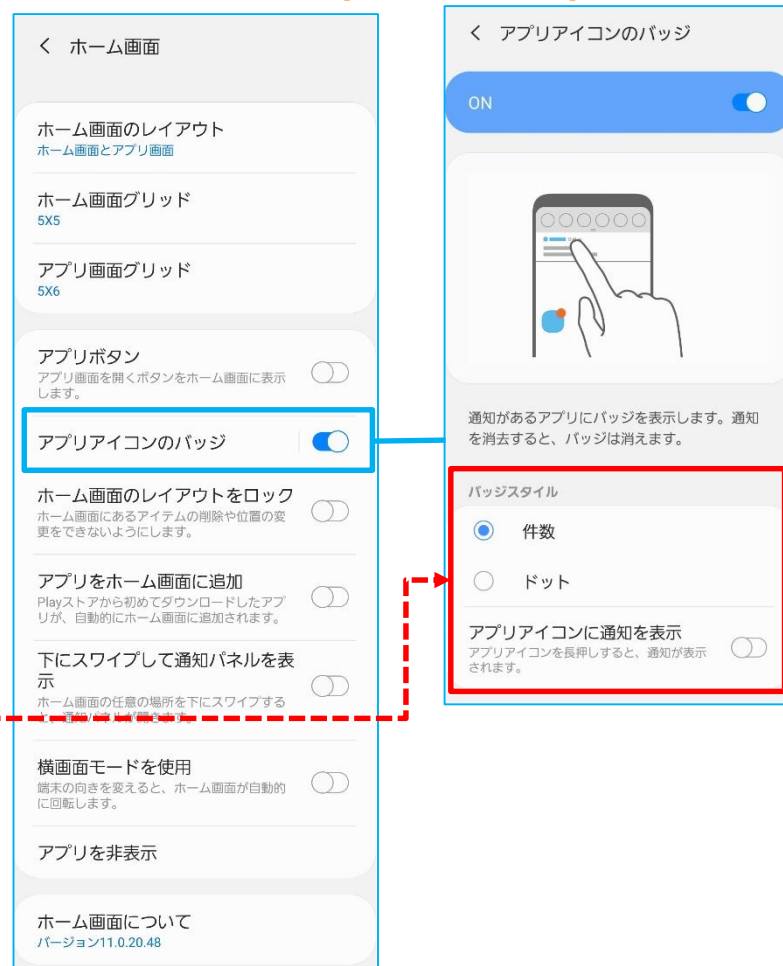 ホーム画面
ホーム画面のレイアウト
ホーム画面とアプリ画面
ホーム画面グリッド
5X5
アプリ画面グリッド
5X6
アプリボタン
アプリ画面を開くボタンをホーム画面に表示
します。
アプリアイコンのバッジ
ホーム画面のレイアウトをロック
ホーム画面にあるアイテムの削除や位置の変
更をできないようにします。
アプリをホーム画面に追加
Playストアから初めてダウンロードしたアプ
リが、自動的にホーム画面に追加されます。
下にスワイプして通知パネルを表
示
ホーム画面の任意の場所を下にスワイプする
と、通知パネルが開きます。
横画面モードを使用
端末の向きを変えると、ホーム画面が自動的
に回転します。
アプリを非表示
ホーム画面について
バージョン11.0.20.48
アプリアイコンのバッジ
ON
通知があるアプリにバッジを表示します。通知
を消去すると、バッジは消えます。
バッジスタイル
件数
ドット
アプリアイコンに通知を表示
アプリアイコンを長押しすると、通知が表示
されます。